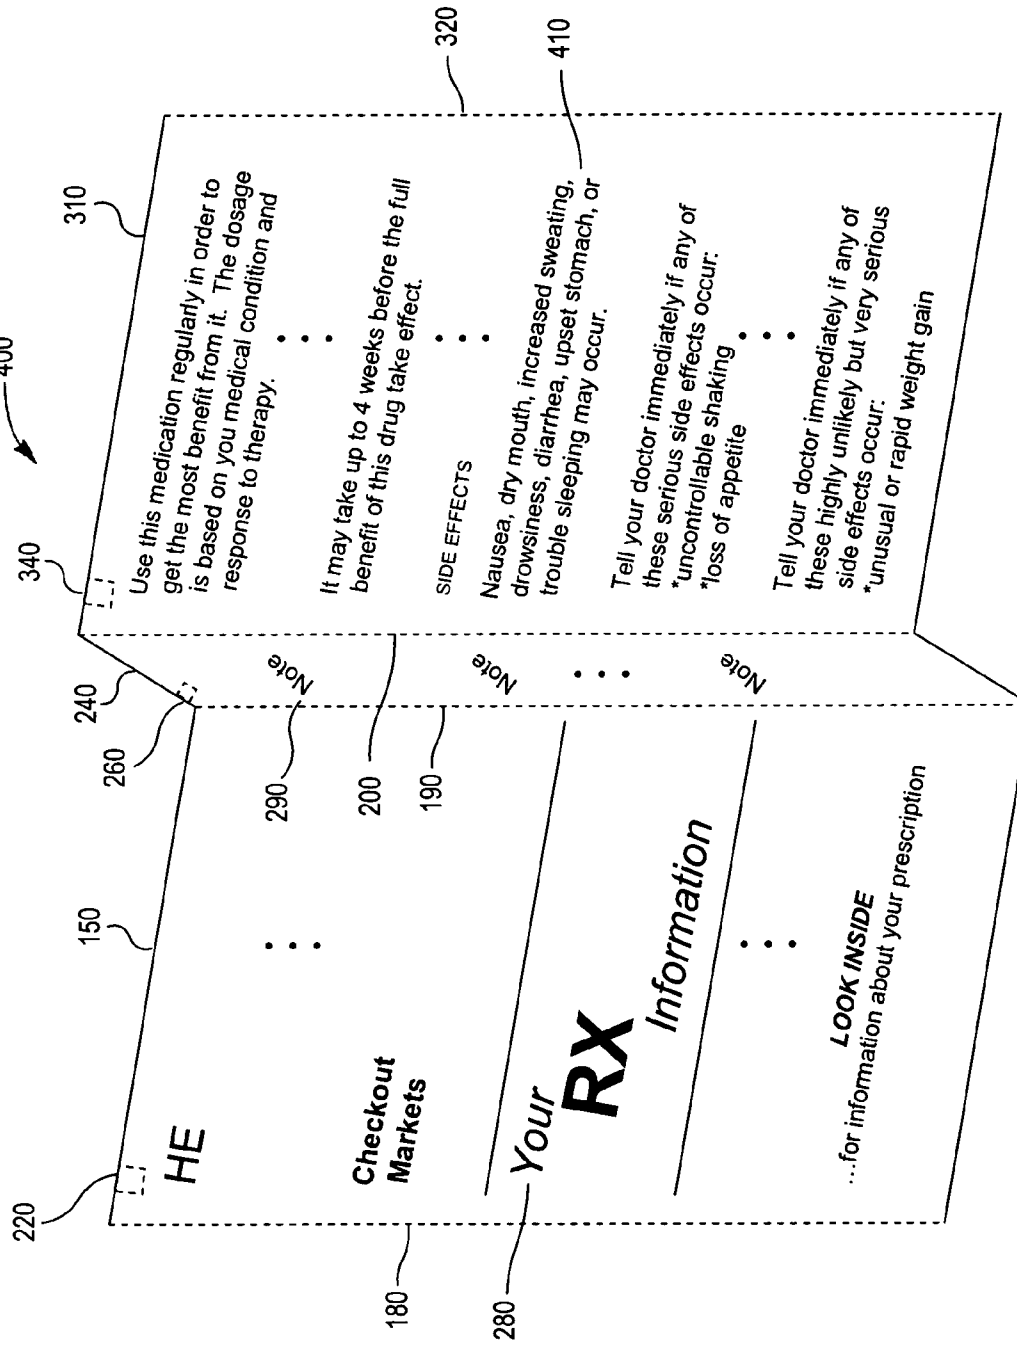 400
220
150
260
240
340
310
320
410
HE
Checkout
Markets
Your
RX
Information
LOOK INSIDE
...for information about your prescription
180
280
290
200
190
Note
Note
Note
Use this medication regularly in order to
get the most benefit from it. The dosage
is based on you medical condition and
response to therapy.
It may take up to 4 weeks before the full
benefit of this drug take effect.
SIDE EFFECTS
Nausea, dry mouth, increased sweating,
drowsiness, diarrhea, upset stomach, or
trouble sleeping may occur.
Tell your doctor immediately if any of
these serious side effects occur:
*uncontrollable shaking
*loss of appetite
Tell your doctor immediately if any of
these highly unlikely but very serious
side effects occur:
*unusual or rapid weight gain